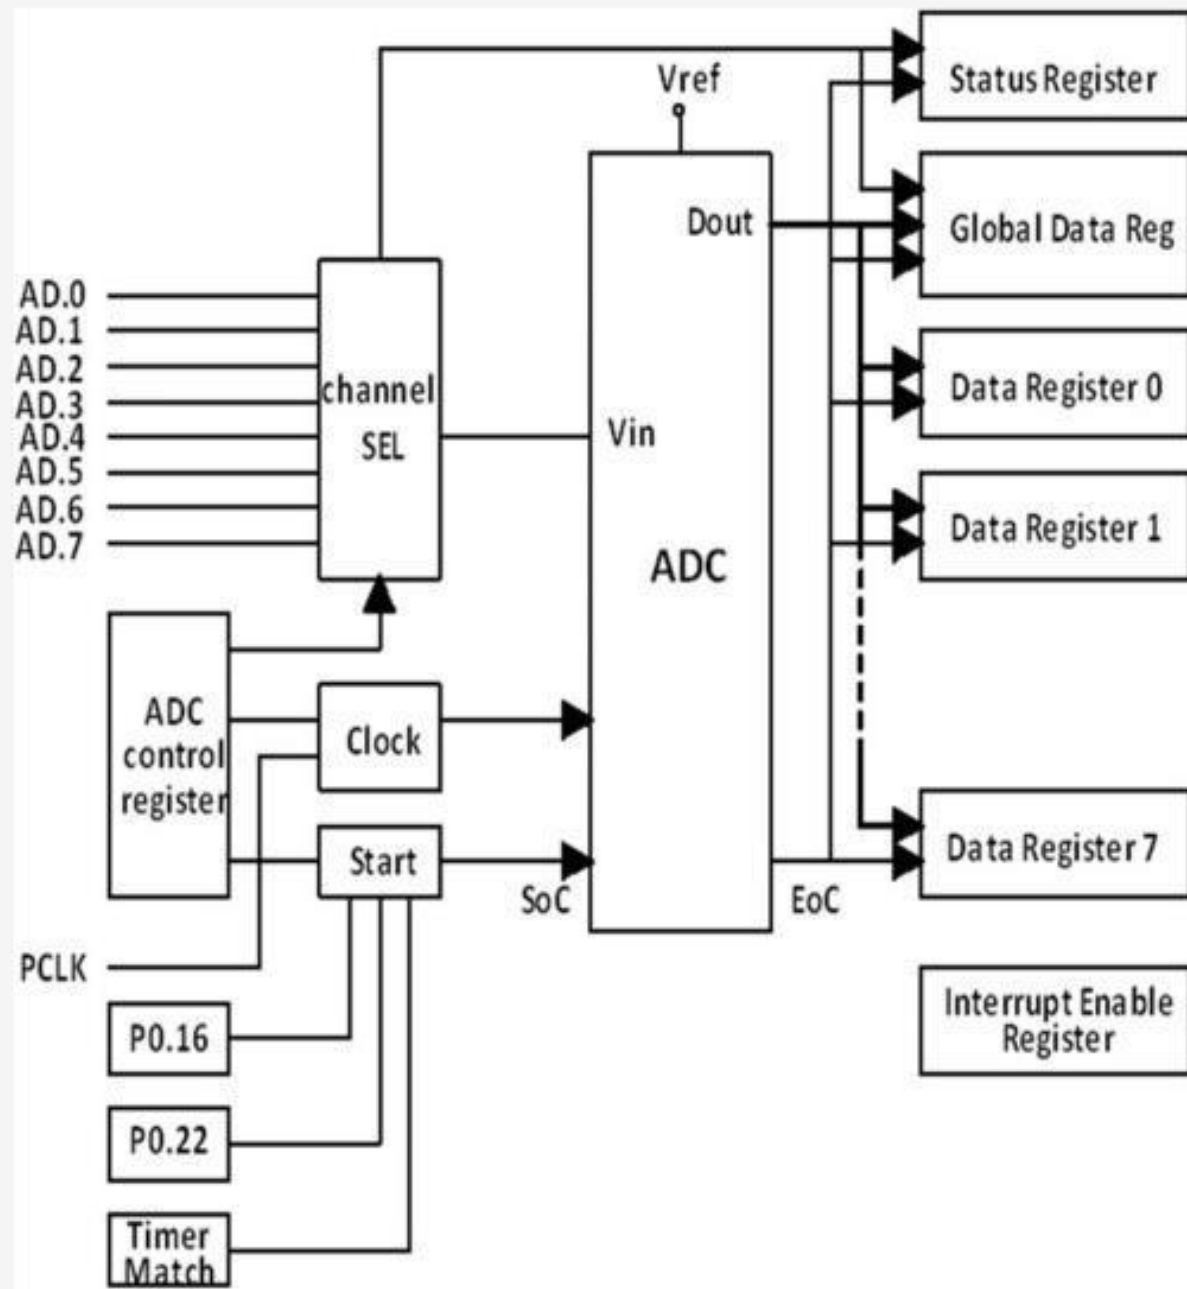 Status Register
Vref
Dout
Global Data Reg
AD.0
AD.1
AD.2
AD.3
AD.4
AD.5
AD.6
AD.7
channel
SEL
Vin
ADC
Data Register 0
Data Register 1
ADC
control
register
Clock
Start
SoC
EoC
Data Register 7
PCLK
P0.16
P0.22
Timer
Match
Interrupt Enable
Register